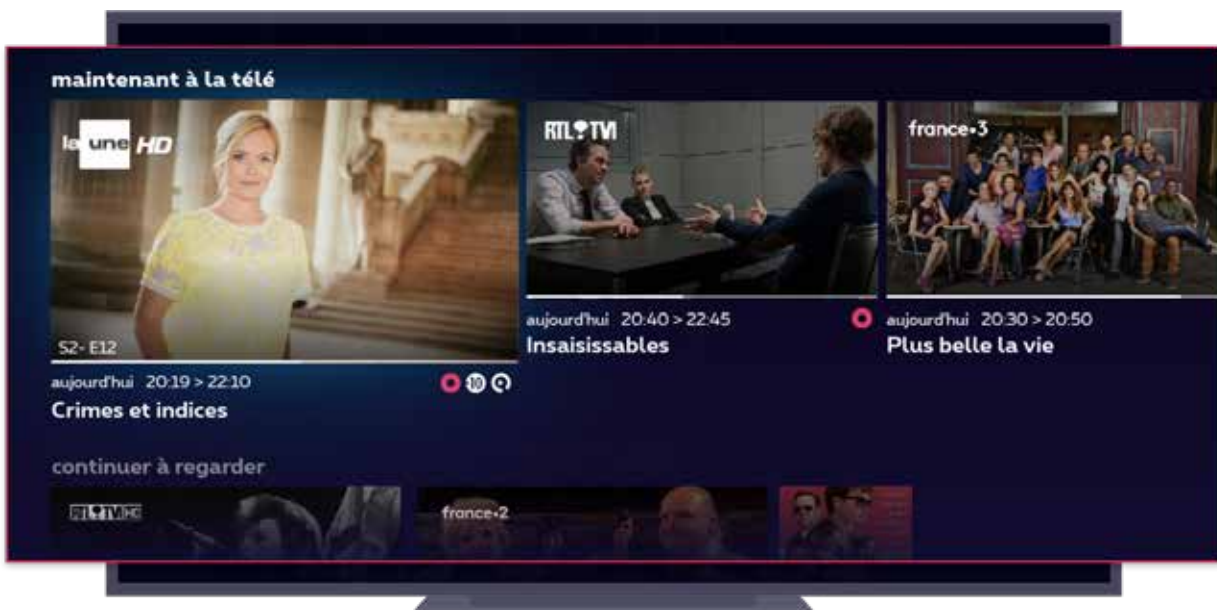 maintenant à la télé
la une HD
S2- E12
aujourd'hui 20:19 > 22:10
10
Crimes et indices
RTL TVI
aujourd'hui 20:40 > 22:45
Insaisissables
france•3
aujourd'hui 20:30 > 20:50
Plus belle la vie
continuer à regarder
RTL TVI HD
france•2